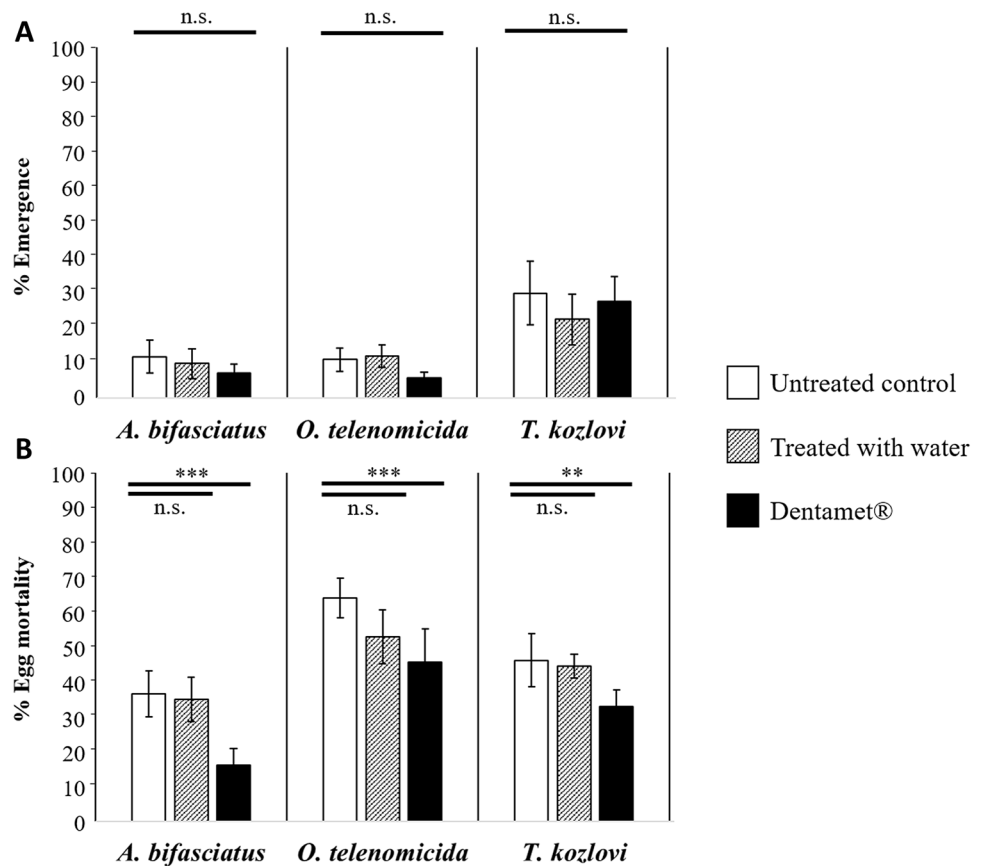 A
n.s.
n.s.
n.s.
% Emergence
100
90
80
70
60
50
40
30
20
10
0
A. bifasciatus
O. telenomicida
T. kozlovi
Untreated control
Treated with water
Dentamet®
B
% Egg mortality
100
90
80
70
60
50
40
30
20
10
0
***
n.s.
***
n.s.
**
n.s.
A. bifasciatus
O. telenomicida
T. kozlovi